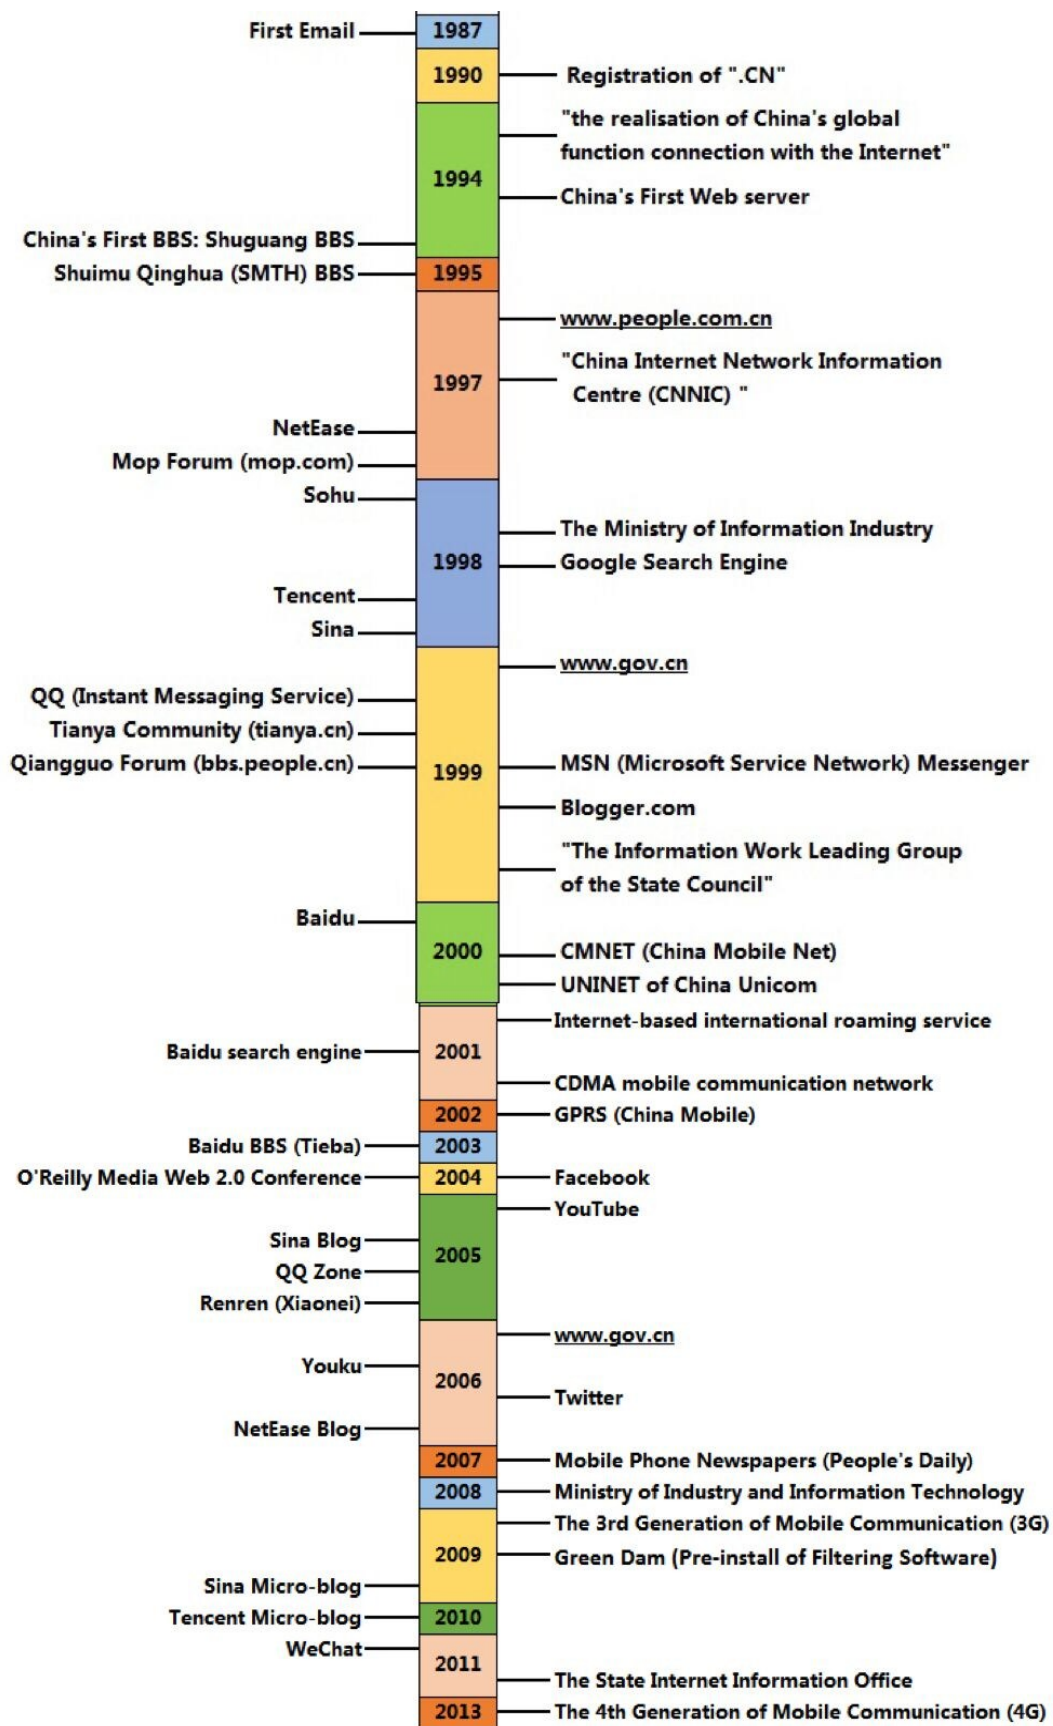 First Email
1987
1990
Registration of ".CN"
"the realisation of China's global
function connection with the Internet"
1994
China's First Web server
China's First BBS: Shuguang BBS
Shuimu Qinghua (SMTH) BBS
1995
www.people.com.cn
"China Internet Network Information
Centre (CNNIC) "
1997
NetEase
Mop Forum (mop.com)
Sohu
The Ministry of Information Industry
1998
Google Search Engine
Tencent
Sina
www.gov.cn
QQ (Instant Messaging Service)
Tianya Community (tianya.cn)
Qiangguo Forum (bbs.people.cn)
1999
MSN (Microsoft Service Network) Messenger
Blogger.com
"The Information Work Leading Group
of the State Council"
Baidu
2000
CMNET (China Mobile Net)
UNINET of China Unicom
Internet-based international roaming service
Baidu search engine
2001
CDMA mobile communication network
2002
GPRS (China Mobile)
Baidu BBS (Tieba)
2003
O'Reilly Media Web 2.0 Conference
2004
Facebook
YouTube
Sina Blog
2005
QQ Zone
Renren (Xiaonei)
www.gov.cn
Youku
2006
Twitter
NetEase Blog
2007
Mobile Phone Newspapers (People's Daily)
2008
Ministry of Industry and Information Technology
The 3rd Generation of Mobile Communication (3G)
2009
Green Dam (Pre-install of Filtering Software)
Sina Micro-blog
Tencent Micro-blog
2010
WeChat
2011
The State Internet Information Office
2013
The 4th Generation of Mobile Communication (4G)